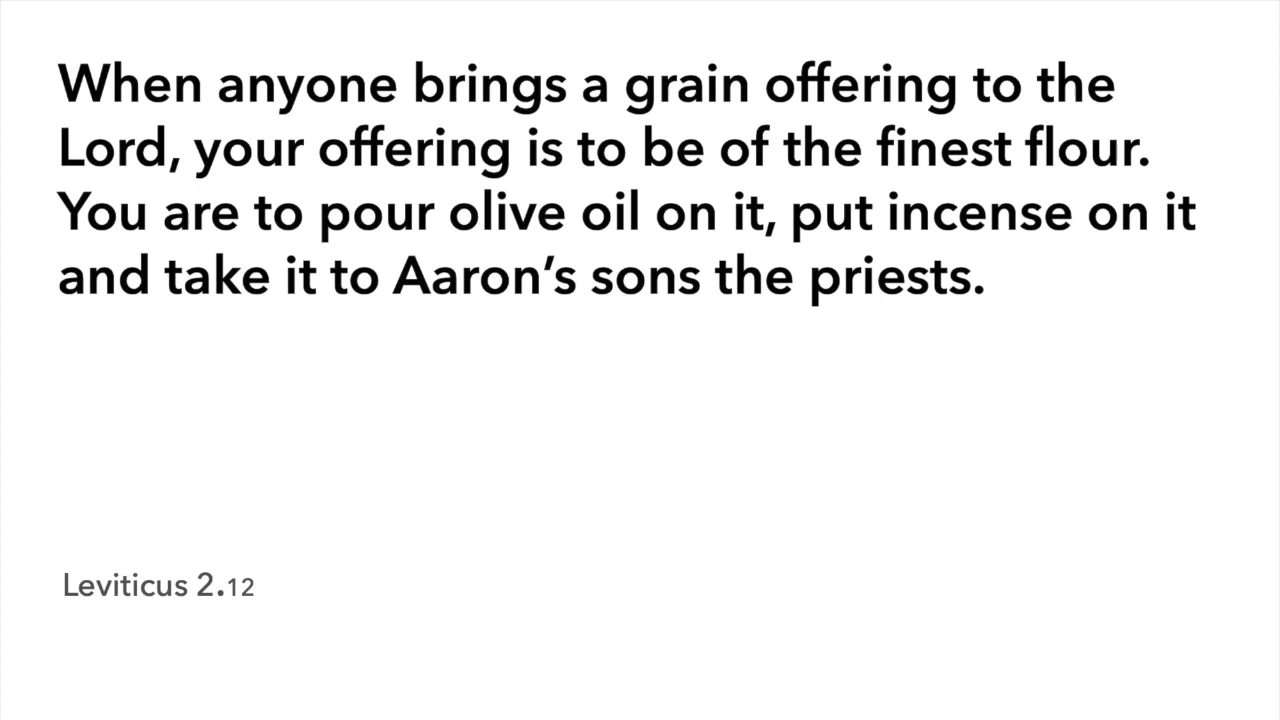 When anyone brings a grain offering to the
Lord, your offering is to be of the finest flour.
You are to pour olive oil on it, put incense on it
and take it to Aaron’s sons the priests.
Leviticus 2.12